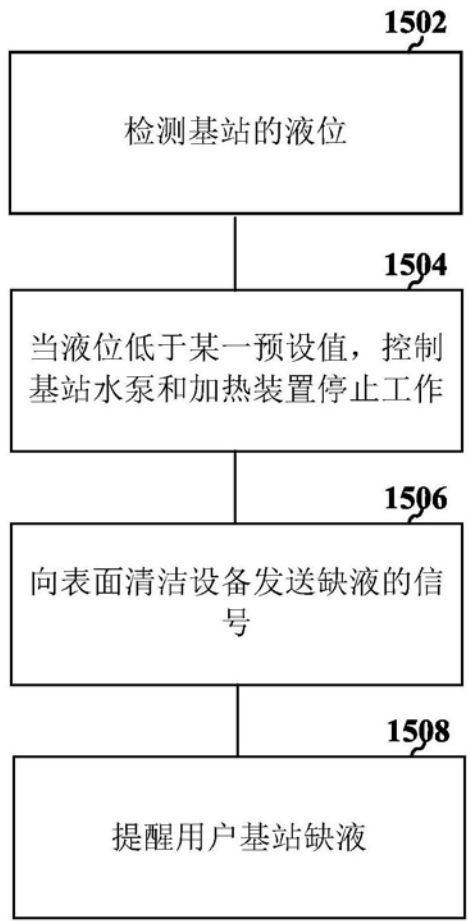 1502
检测基站的液位
1504
当液位低于某一预设值，控制
基站水泵和加热装置停止工作
1506
向表面清洁设备发送缺液的信
号
1508
提醒用户基站缺液